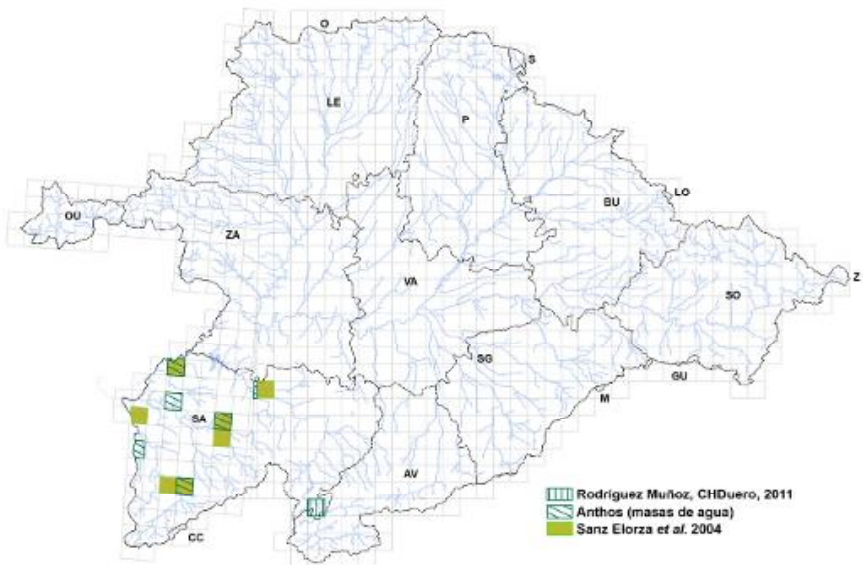 O
S
LE
P
BU
LO
OU
ZA
VA
SO
Z
SG
GU
M
SA
AV
CC
Rodríguez Muñoz, CHDuero, 2011
Anthos (masas de agua)
Sanz Elorza et al. 2004